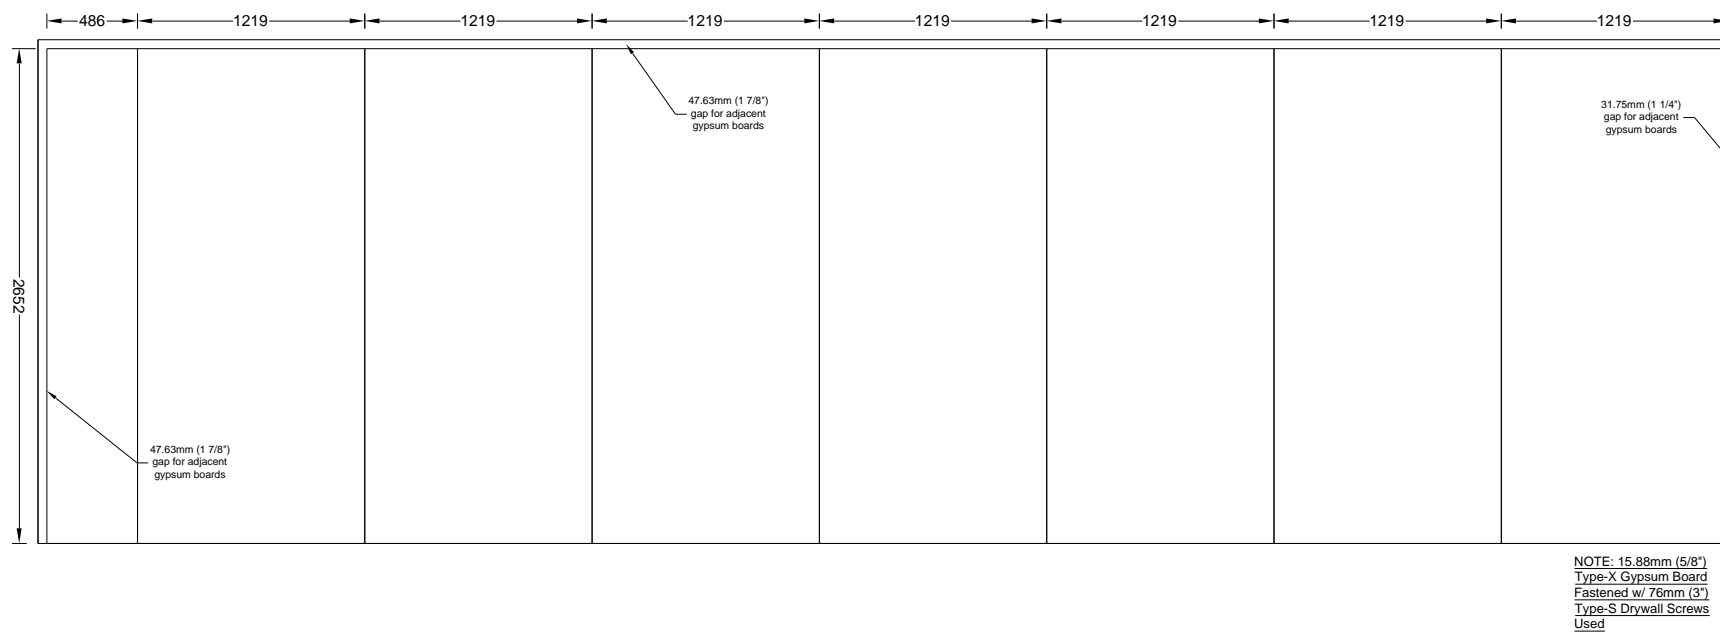 486
1219
1219
1219
1219
1219
1219
1219
47.63mm (1 7/8")
gap for adjacent
gypsum boards
31.75mm (1 1/4")
gap for adjacent
gypsum boards
2652
47.63mm (1 7/8")
gap for adjacent
gypsum boards
NOTE: 15.88mm (5/8")
Type-X Gypsum Board
Fastened w/ 76mm (3")
Type-S Drywall Screws
Used